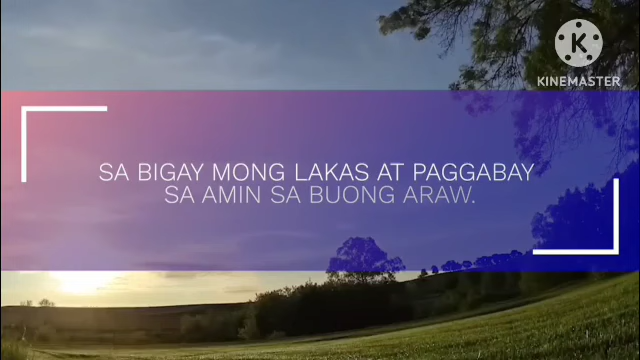 KINEMASTER
SA BIGAY MONG LAKAS AT PAGGABAY
SA AMIN SA BUONG ARAW.